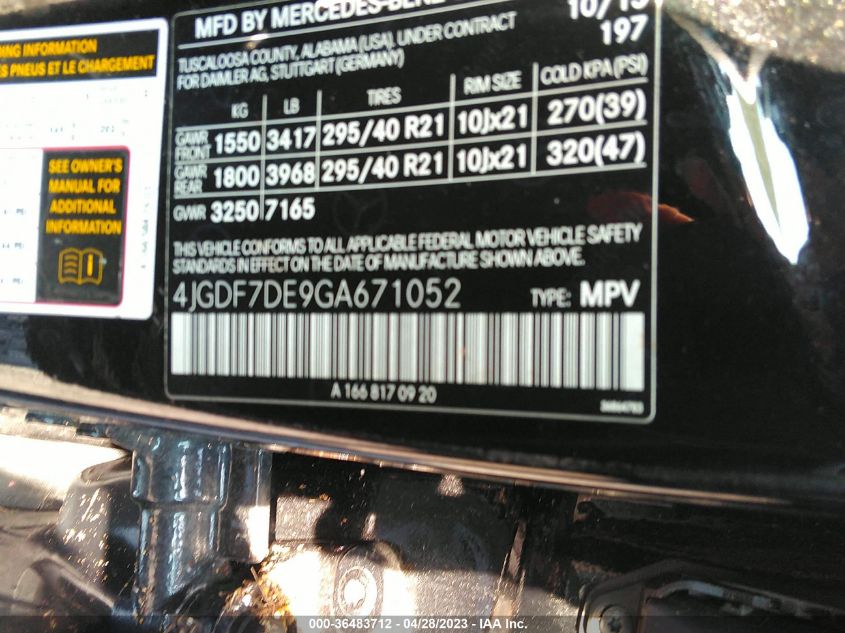 DING INFORMATION
ES PNEUS ET LE CHARGEMENT
SEE OWNER'S
MANUAL FOR
ADDITIONAL
INFORMATION
MFD BY MERCEDES-BENZ
10/15
197
TUSCALOOSA COUNTY, ALABAMA (USA), UNDER CONTRACT
FOR DAIMLER AG, STUTTGART (GERMANY)
KG LB TIRES RIM SIZE COLD KPA(PSI)
GAWR FRONT 1550 3417 295/40 R21 10Jx21 270(39)
GAWR REAR 1800 3968 295/40 R21 10Jx21 320(47)
GVWR 3250 7165
THIS VEHICLE CONFORMS TO ALL APPLICABLE FEDERAL MOTOR VEHICLE SAFETY
STANDARDS IN EFFECT ON THE DATE OF MANUFACTURE SHOWN ABOVE.
4JGDF7DE9GA671052 TYPE: MPV
A 166 817 09 20
000-36483712 - 04/28/2023 - IAA Inc.